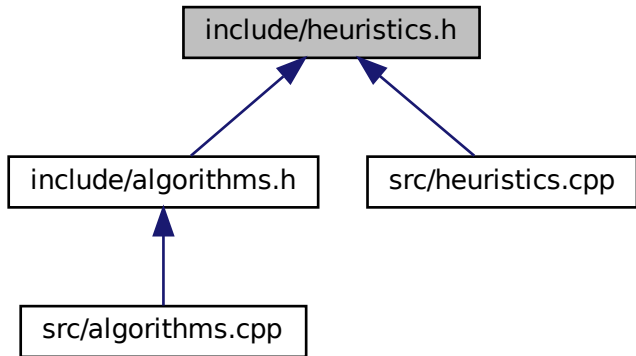 include/heuristics.h
include/algorithms.h
src/heuristics.cpp
src/algorithms.cpp